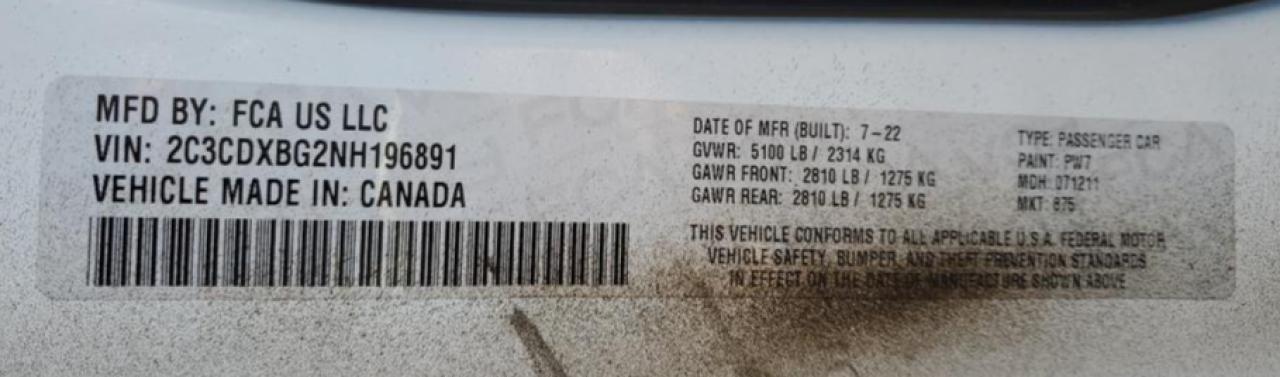 MFD BY: FCA US LLC
VIN: 2C3CDXBG2NH196891
VEHICLE MADE IN: CANADA
DATE OF MFR (BUILT): 7-22
GVWR: 5100 LB / 2314 KG
GAWR FRONT: 2810 LB / 1275 KG
GAWR REAR: 2810 LB / 1275 KG
TYPE: PASSENGER CAR
PAINT: PW7
MDH: 071211
MKT: 875
THIS VEHICLE CONFORMS TO ALL APPLICABLE U.S.A. FEDERAL MOTOR
VEHICLE SAFETY, BUMPER, AND THEFT PREVENTION STANDARDS
IN EFFECT ON THE DATE OF MANUFACTURE SHOWN ABOVE